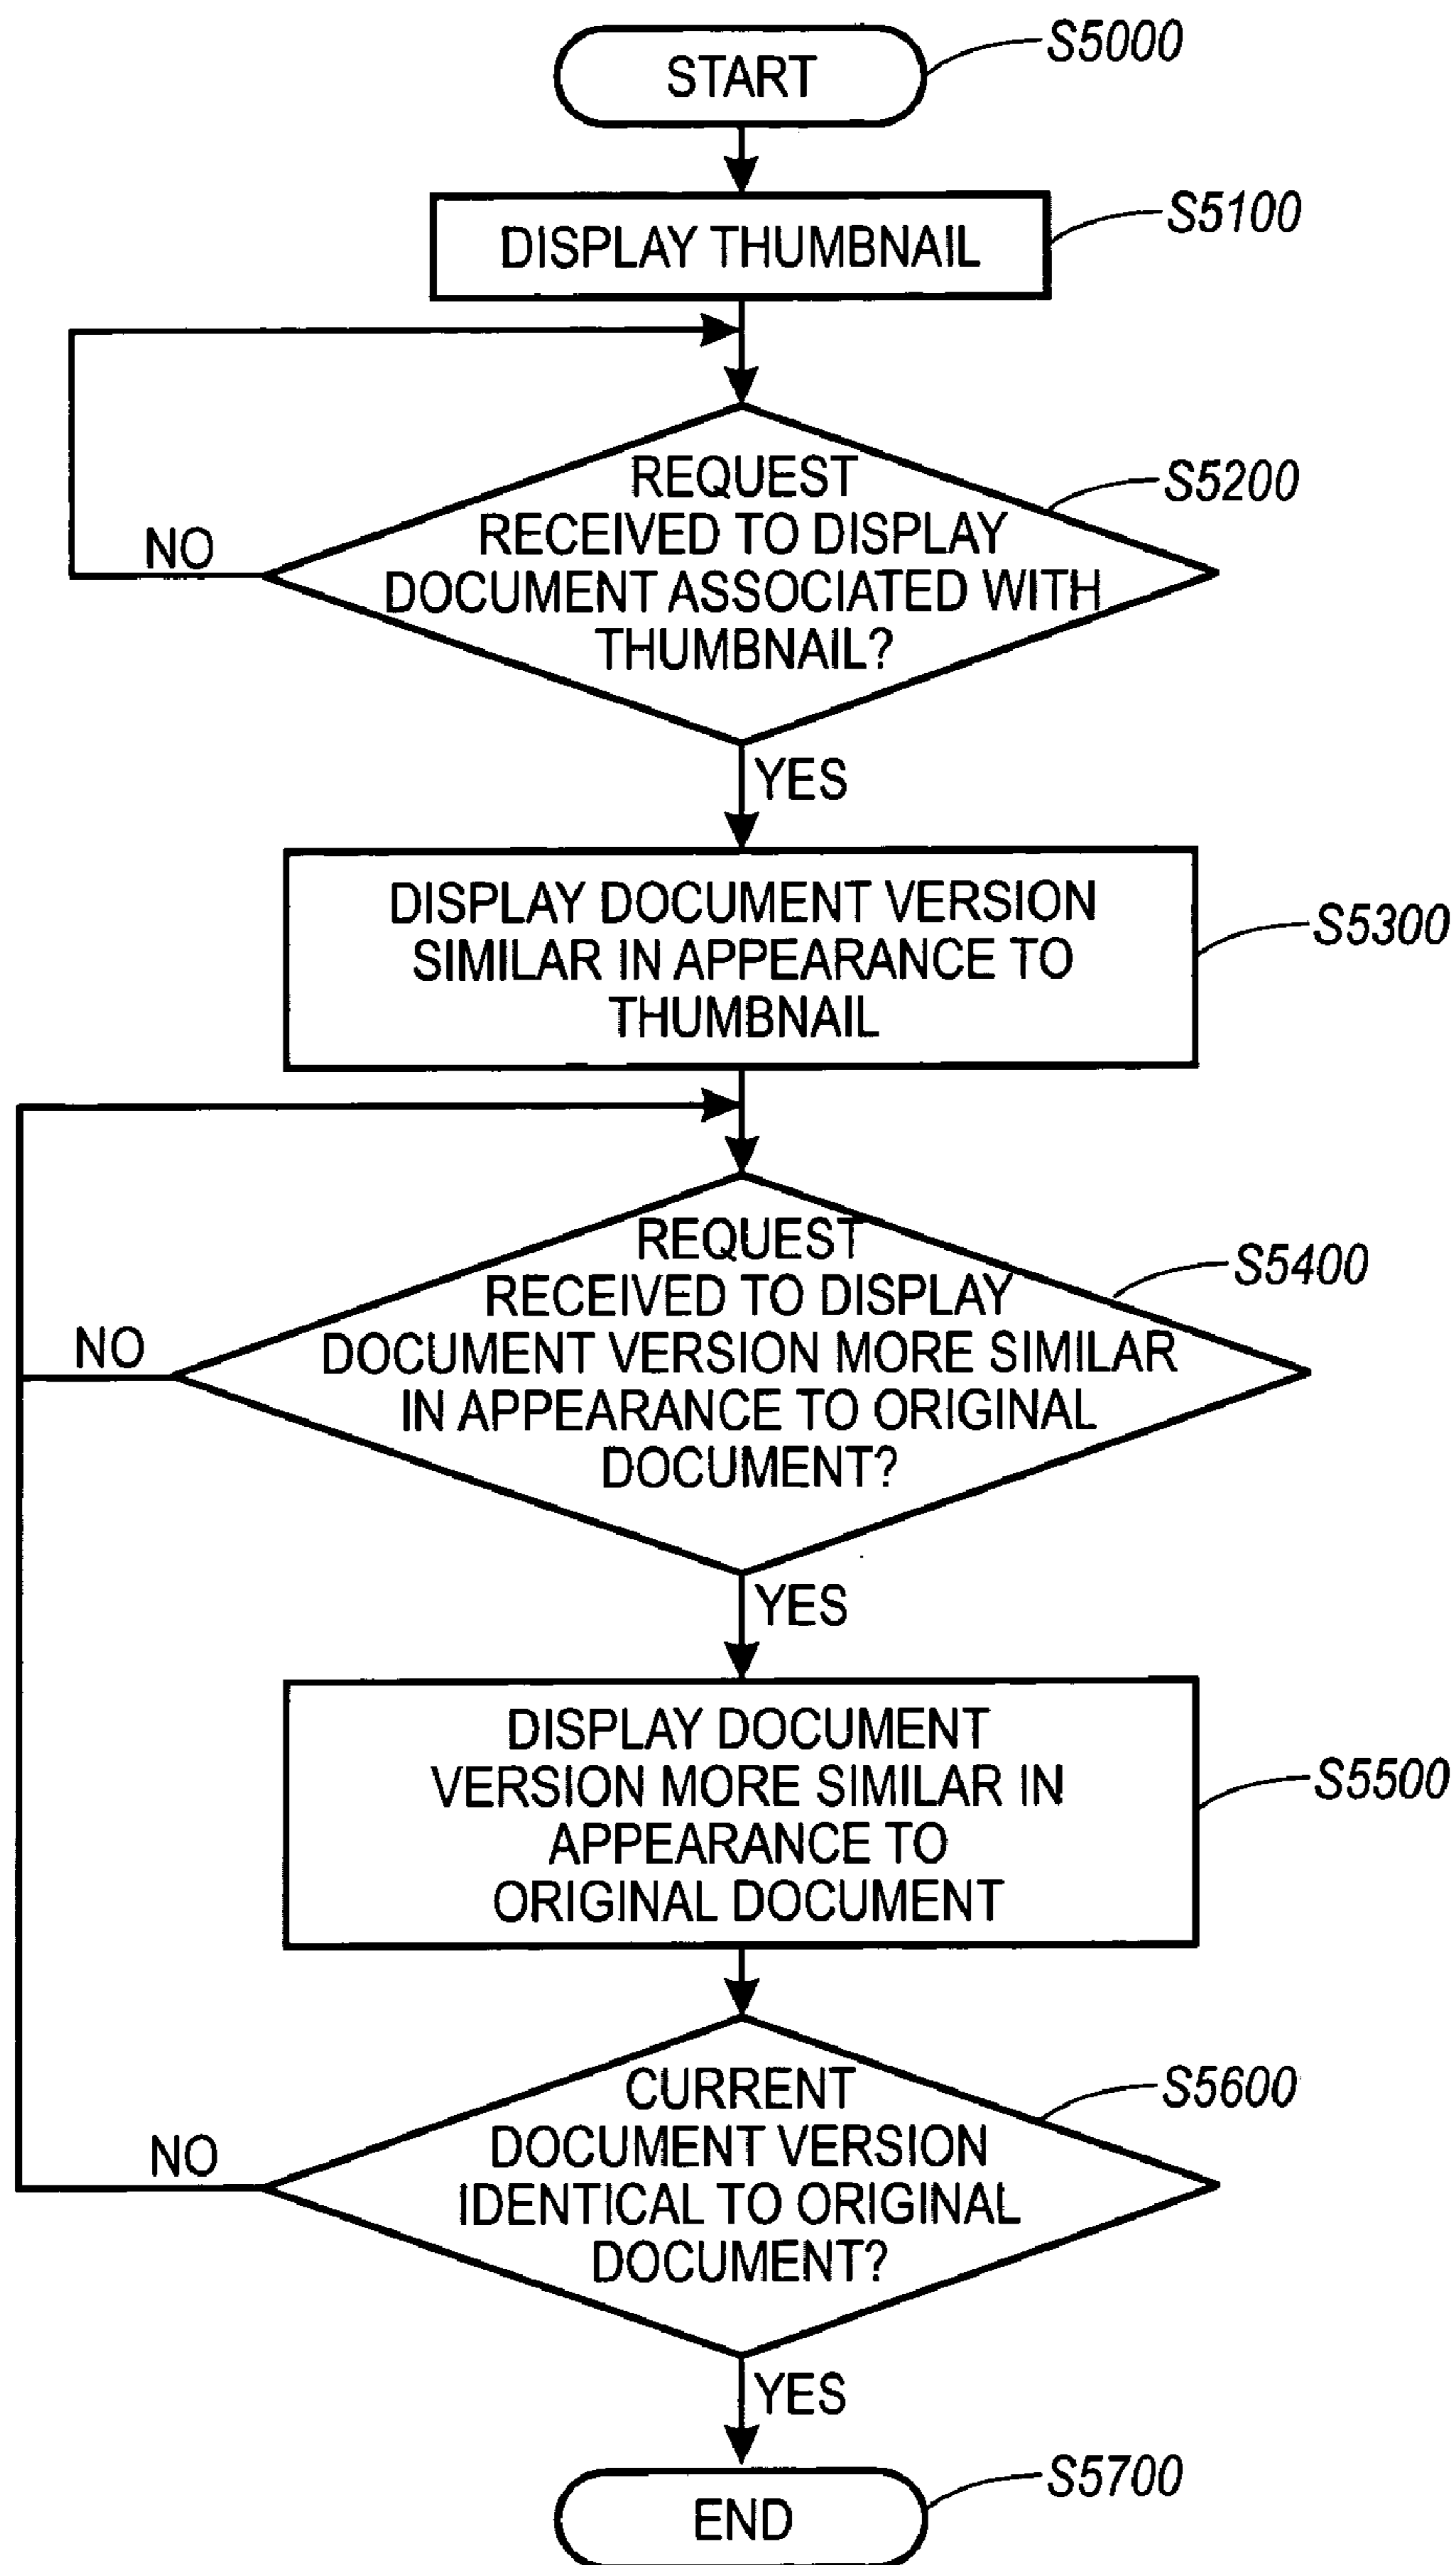 START
S5000
DISPLAY THUMBNAIL
S5100
REQUEST
RECEIVED TO DISPLAY
DOCUMENT ASSOCIATED WITH
THUMBNAIL?
S5200
NO
YES
DISPLAY DOCUMENT VERSION
SIMILAR IN APPEARANCE TO
THUMBNAIL
S5300
REQUEST
RECEIVED TO DISPLAY
DOCUMENT VERSION MORE SIMILAR
IN APPEARANCE TO ORIGINAL
DOCUMENT?
S5400
NO
YES
DISPLAY DOCUMENT
VERSION MORE SIMILAR IN
APPEARANCE TO
ORIGINAL DOCUMENT
S5500
CURRENT
DOCUMENT VERSION
IDENTICAL TO ORIGINAL
DOCUMENT?
S5600
NO
YES
END
S5700